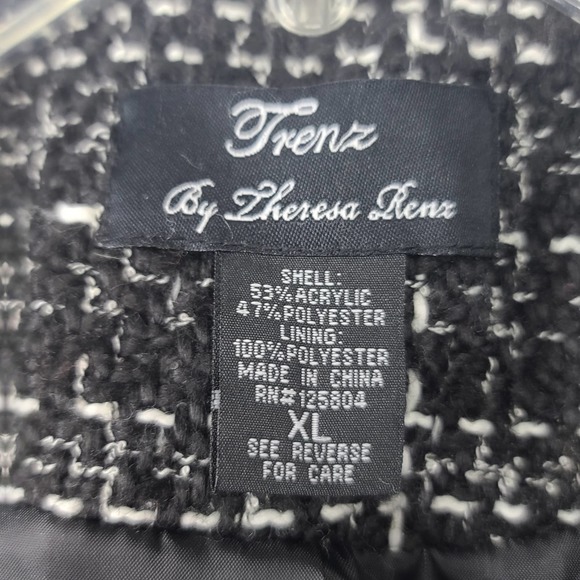 Trenz
By Theresa Renz
SHELL:
53%ACRYLIC
47%POLYESTER
LINING:
100%POLYESTER
MADE IN CHINA
RN#125804
XL
SEE REVERSE
FOR CARE